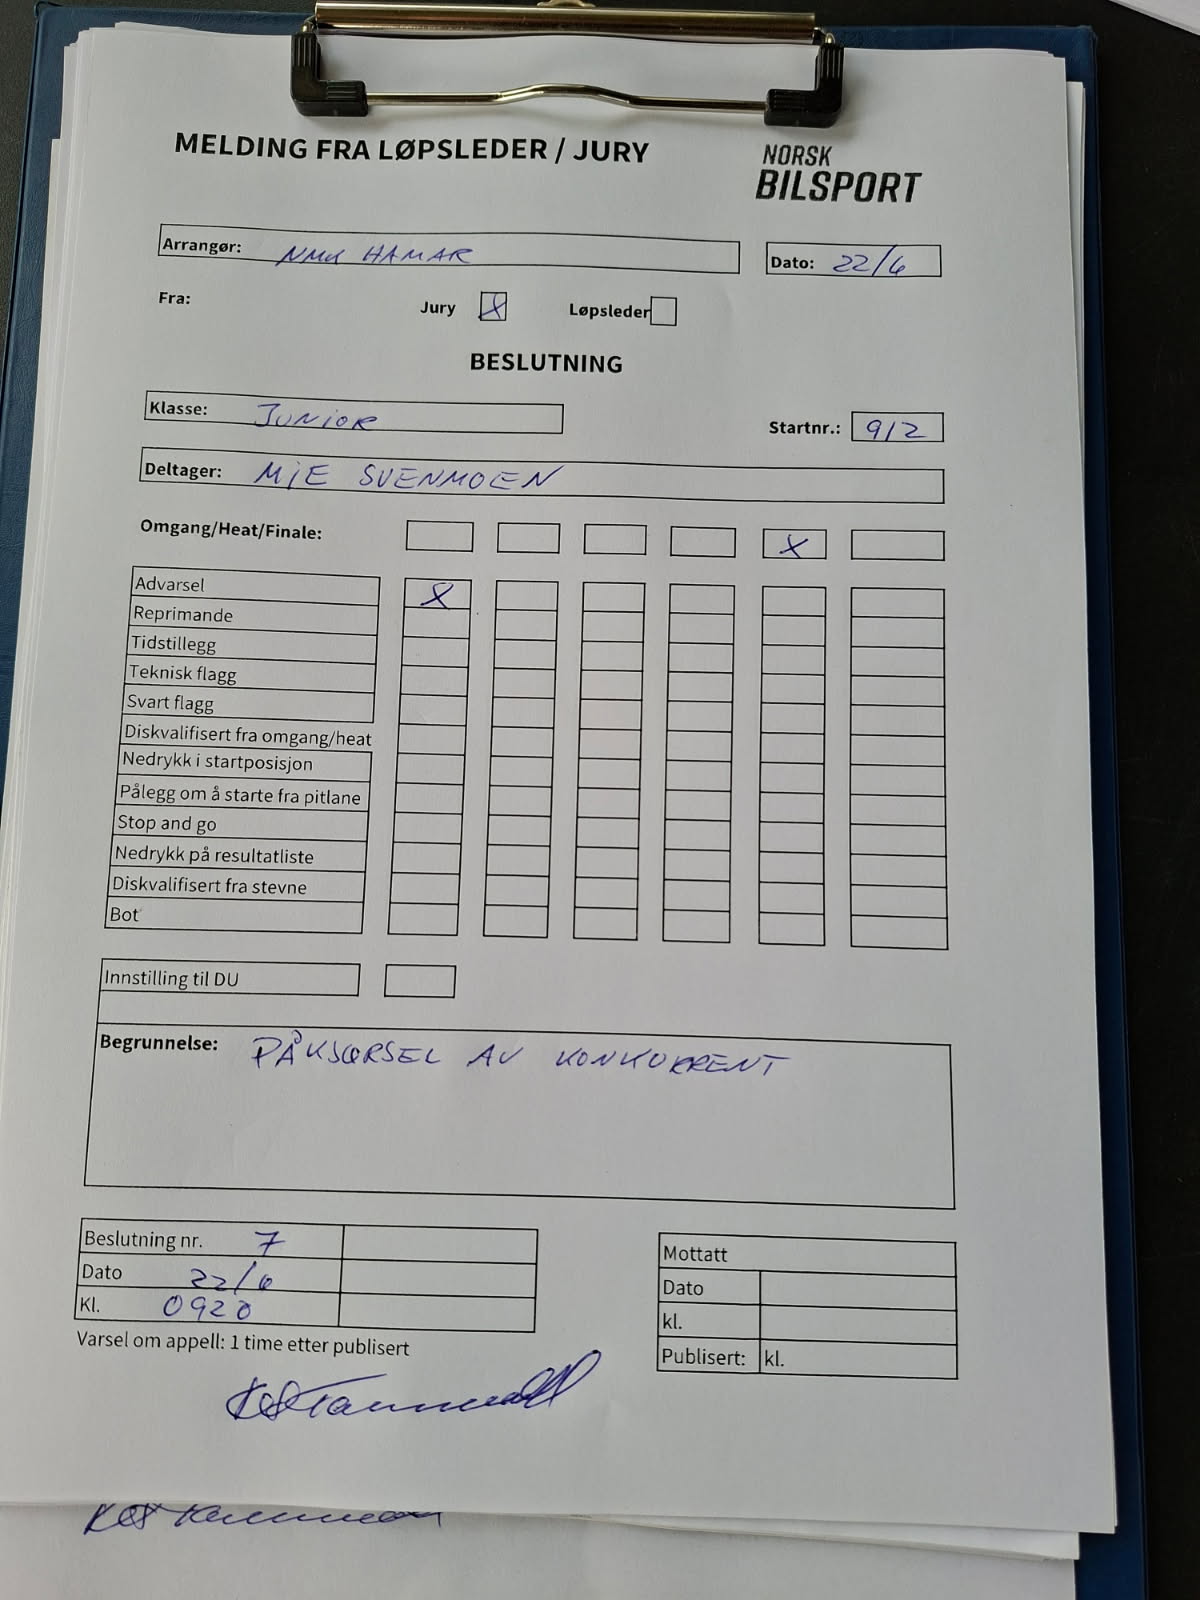 MELDING FRA LØPSLEDER / JURY
NORSK
BILSPORT
Arrangør: NMK HAMAR
Dato: 22/6
Fra: Jury X Løpsleder
BESLUTNING
Klasse: JUNIOR
Startnr.: 912
Deltager: MIE SVENMOEN
Omgang/Heat/Finale: X
Advarsel X
Reprimande
Tidstillegg
Teknisk flagg
Svart flagg
Diskvalifisert fra omgang/heat
Nedrykk i startposisjon
Pålegg om å starte fra pitlane
Stop and go
Nedrykk på resultatliste
Diskvalifisert fra stevne
Bot
Innstilling til DU
Begrunnelse: PÅKJØRSEL AV KONKURRENT
Beslutning nr. 7
Dato 22/6
Kl. 0920
Varsel om appell: 1 time etter publisert
Mottatt
Dato
kl.
Publisert: kl.